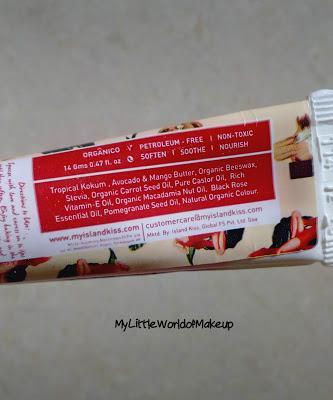 ORGÁNICO
PETROLEUM - FREE | NON-TOXIC
14 Gms 0.47 fl. oz
SOFTEN | SOOTHE | NOURISH
Tropical Kokum , Avocado & Mango Butter, Organic Beeswax,
Stevia, Organic Carrot Seed Oil, Pure Castor Oil, Rich
Vitamin-E Oil, Organic Macadamia Nut Oil, Black Rose
Essential Oil, Pomegranate Seed Oil, Natural Organic Colour.
www.myislandkiss.com | customercare@myislandkiss.com
Mktd. By: Island Kiss, Global FS Pvt. Ltd. Goa
MyLittleWorldofMakeup